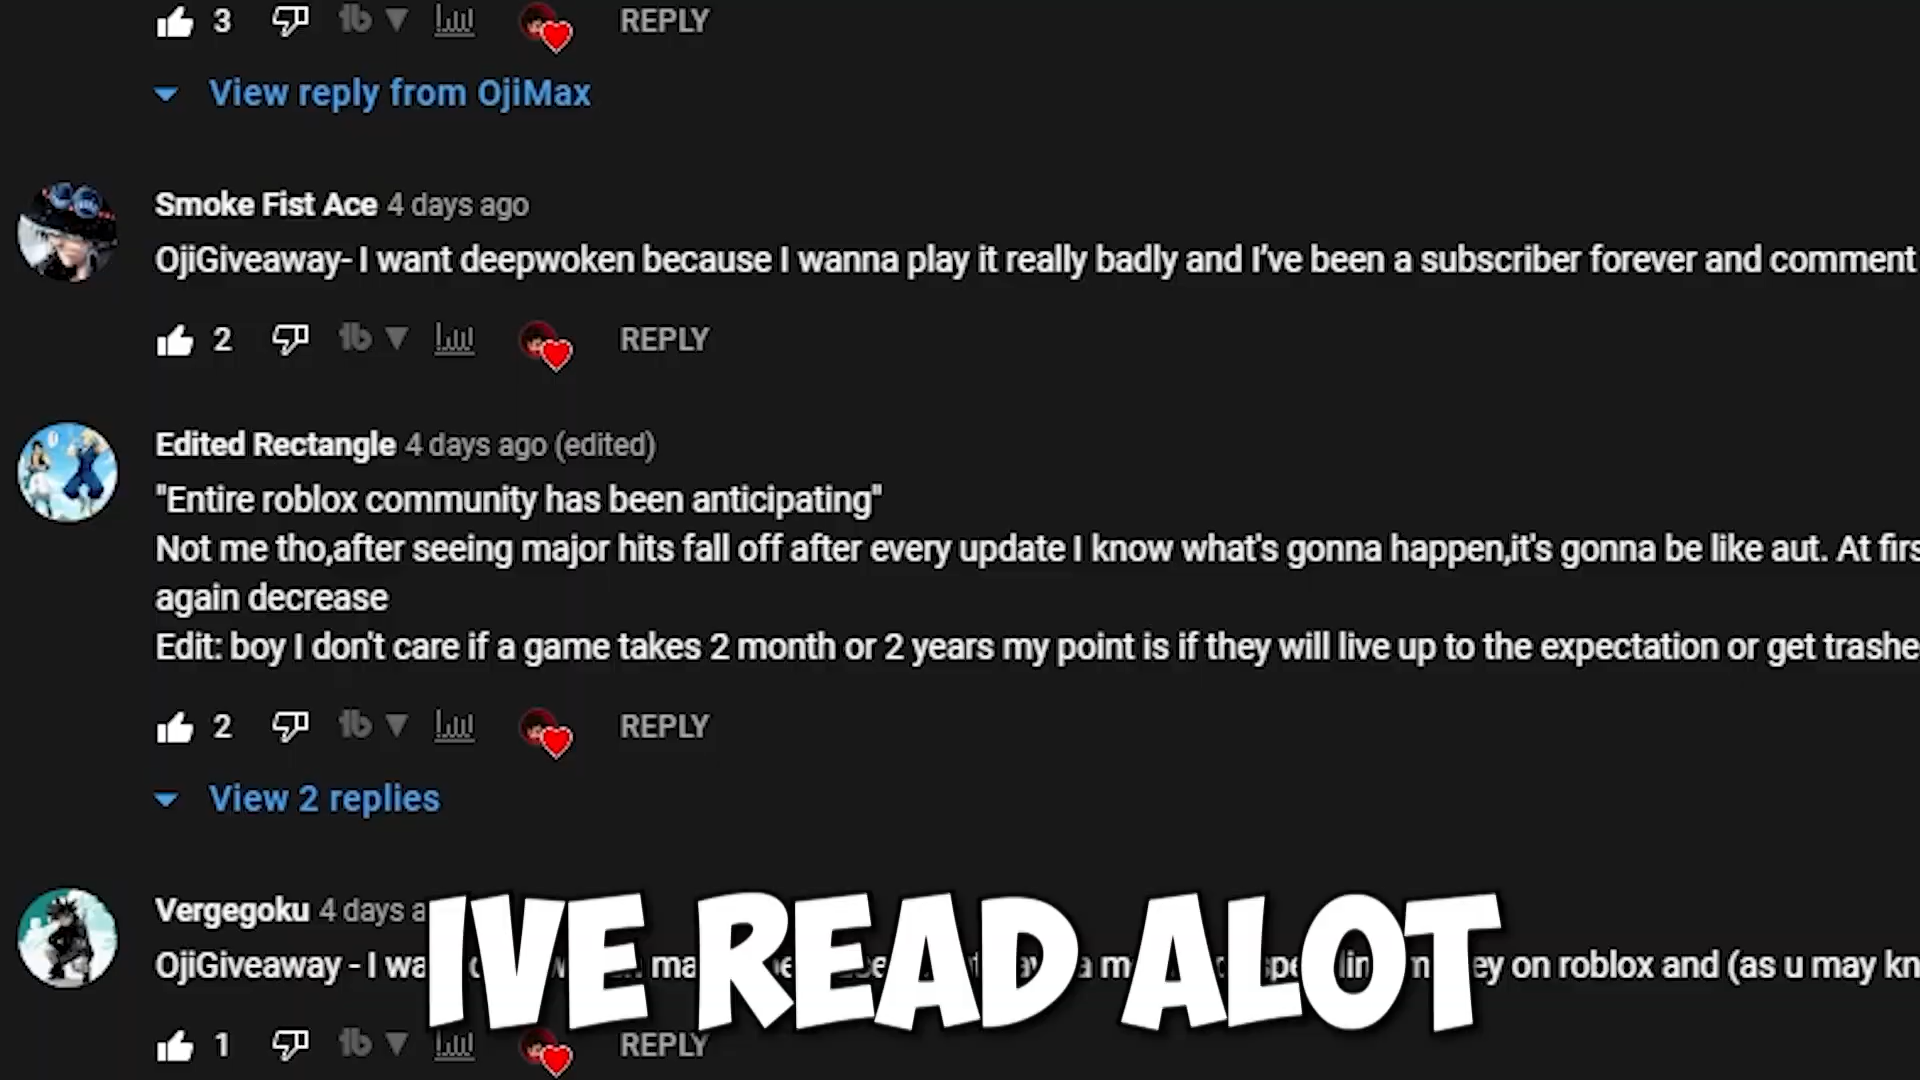 3 REPLY
View reply from OjiMax
Smoke Fist Ace 4 days ago
OjiGiveaway- I want deepwoken because I wanna play it really badly and I've been a subscriber forever and comment
2 REPLY
Edited Rectangle 4 days ago (edited)
"Entire roblox community has been anticipating"
Not me tho,after seeing major hits fall off after every update I know what's gonna happen,it's gonna be like aut. At firs
again decrease
Edit: boy I don't care if a game takes 2 month or 2 years my point is if they will live up to the expectation or get trashe
2 REPLY
View 2 replies
Vergegoku 4 days a
OjiGiveaway - I on roblox and (as u may kn
IVE READ ALOT
1 REPLY